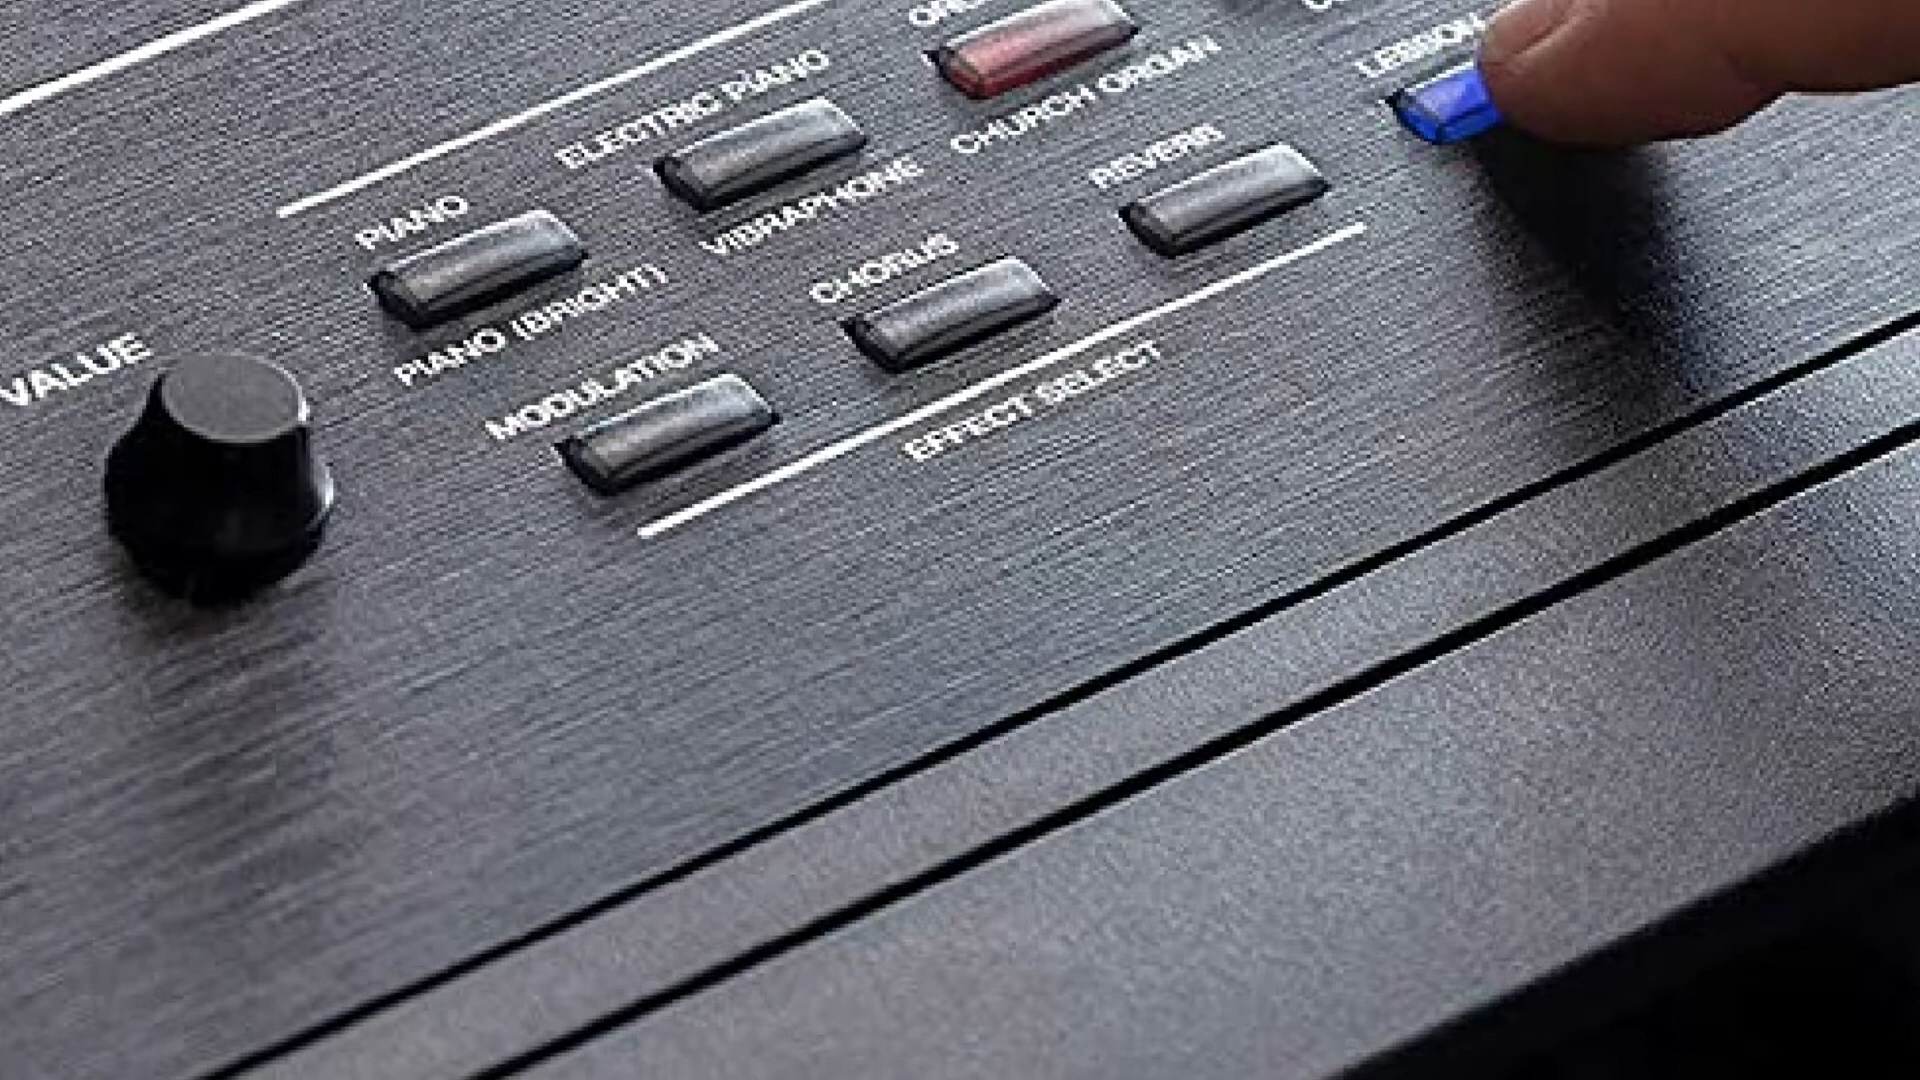 ELECTRIC PIANO
LESSON
CHURCH ORGAN
PIANO
VIBRAPHONE
REVERB
PIANO (BRIGHT)
CHORUS
VALUE
MODULATION
EFFECT SELECT